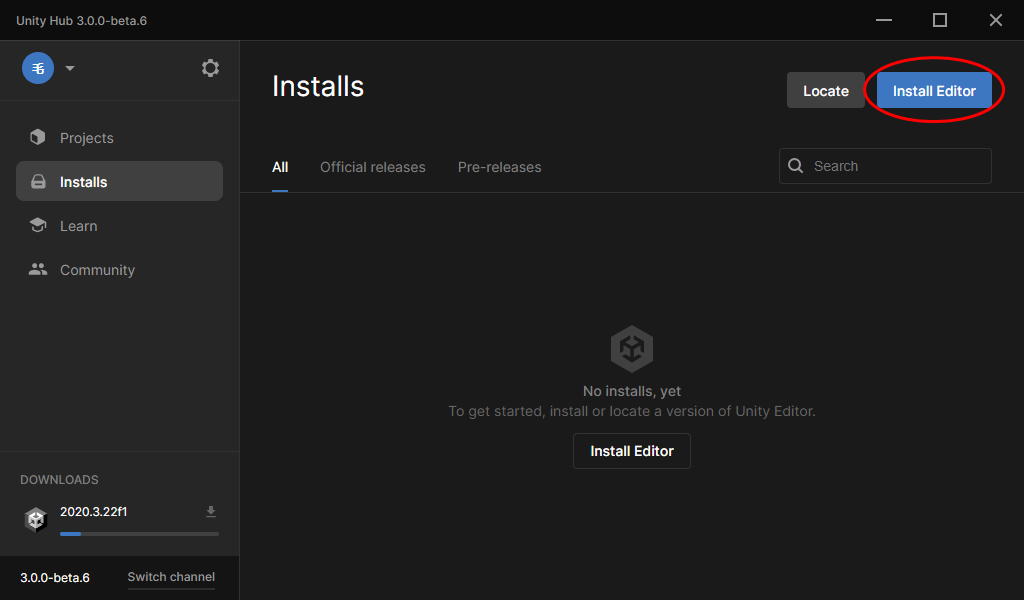 Unity Hub 3.0.0-beta.6
Installs
Locate
Install Editor
Projects
Installs
Learn
Community
All
Official releases
Pre-releases
Search
No installs, yet
To get started, install or locate a version of Unity Editor.
Install Editor
DOWNLOADS
2020.3.22f1
3.0.0-beta.6
Switch channel